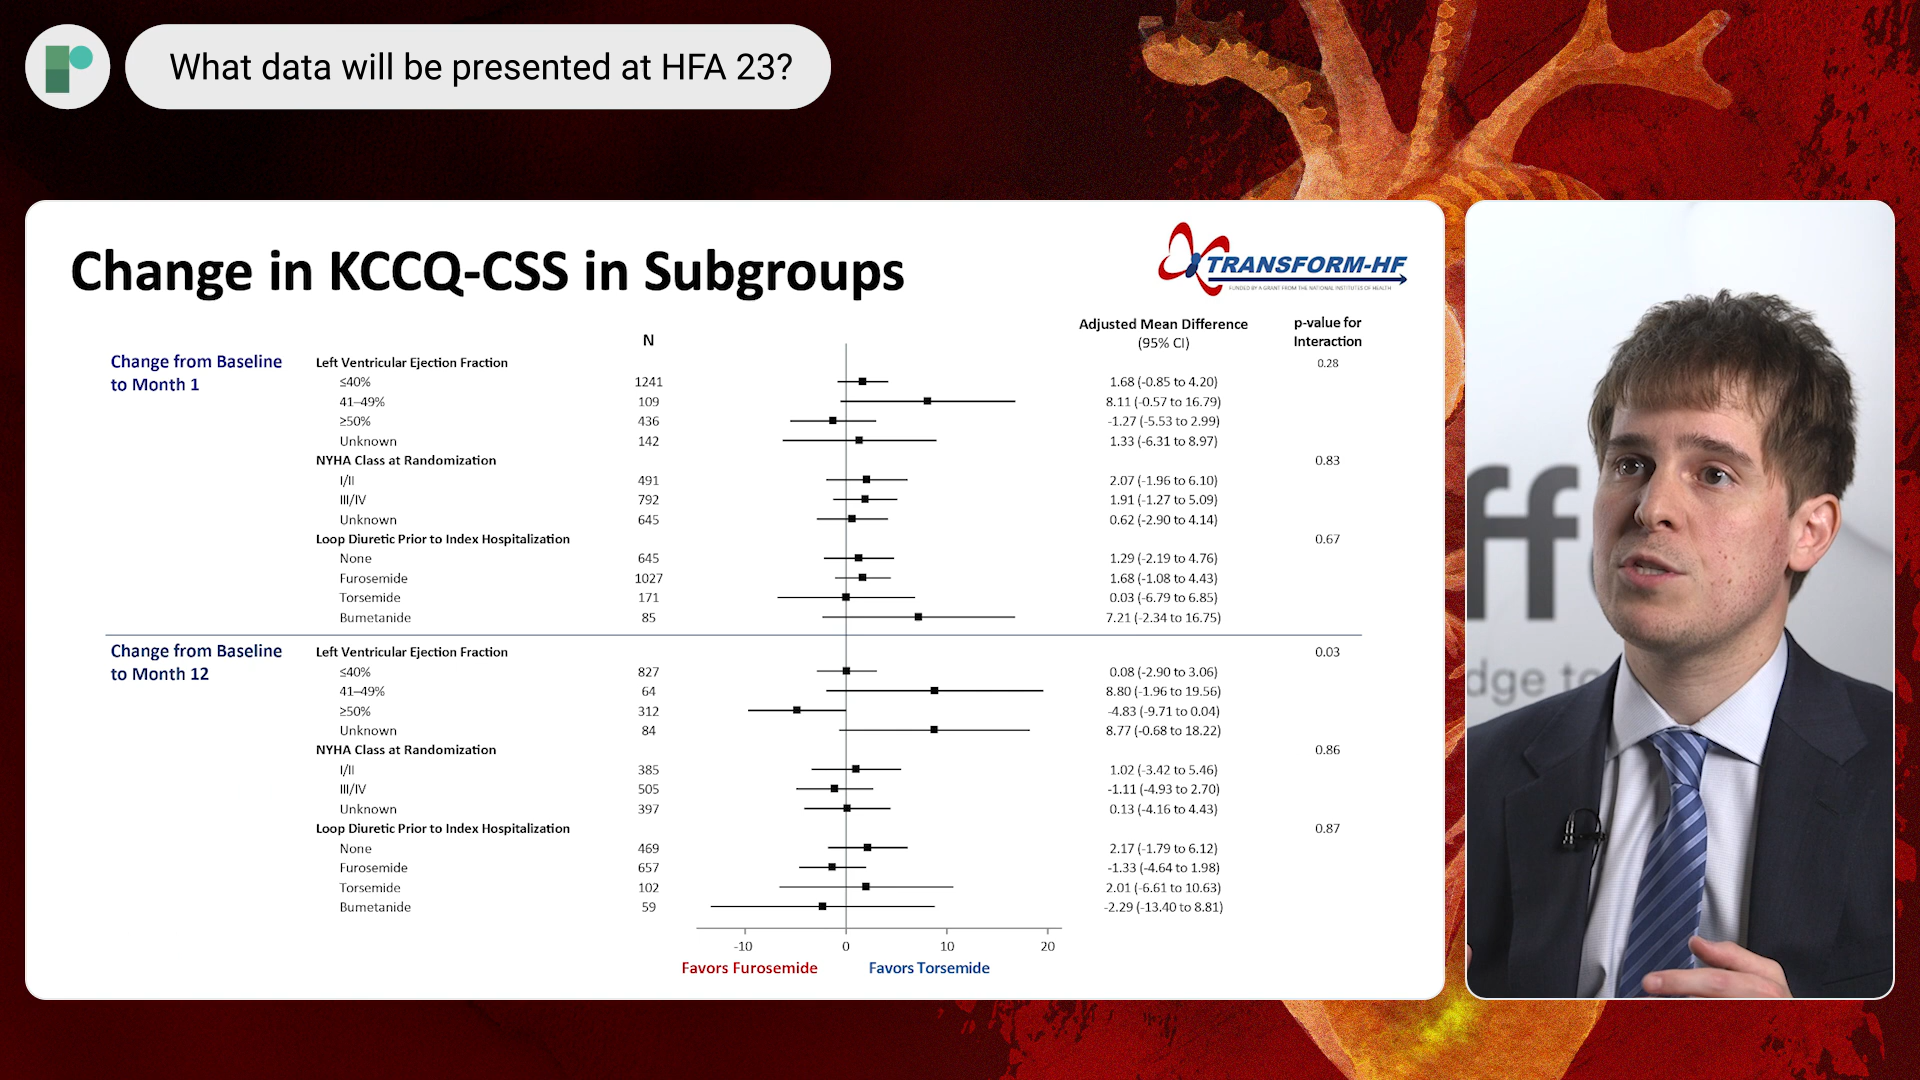 What data will be presented at HFA 23?
Change in KCCQ-CSS in Subgroups
TRANSFORM-HF
FUNDED BY A GRANT FROM THE NATIONAL INSTITUTES OF HEALTH
N
Adjusted Mean Difference
(95% CI)
p-value for
Interaction
Change from Baseline
to Month 1
Left Ventricular Ejection Fraction 0.28
≤40% 1241 1.68 (-0.85 to 4.20)
41–49% 109 8.11 (-0.57 to 16.79)
≥50% 436 -1.27 (-5.53 to 2.99)
Unknown 142 1.33 (-6.31 to 8.97)
NYHA Class at Randomization 0.83
I/II 491 2.07 (-1.96 to 6.10)
III/IV 792 1.91 (-1.27 to 5.09)
Unknown 645 0.62 (-2.90 to 4.14)
Loop Diuretic Prior to Index Hospitalization 0.67
None 645 1.29 (-2.19 to 4.76)
Furosemide 1027 1.68 (-1.08 to 4.43)
Torsemide 171 0.03 (-6.79 to 6.85)
Bumetanide 85 7.21 (-2.34 to 16.75)
Change from Baseline
to Month 12
Left Ventricular Ejection Fraction 0.03
≤40% 827 0.08 (-2.90 to 3.06)
41–49% 64 8.80 (-1.96 to 19.56)
≥50% 312 -4.83 (-9.71 to 0.04)
Unknown 84 8.77 (-0.68 to 18.22)
NYHA Class at Randomization 0.86
I/II 385 1.02 (-3.42 to 5.46)
III/IV 505 -1.11 (-4.93 to 2.70)
Unknown 397 0.13 (-4.16 to 4.43)
Loop Diuretic Prior to Index Hospitalization 0.87
None 469 2.17 (-1.79 to 6.12)
Furosemide 657 -1.33 (-4.64 to 1.98)
Torsemide 102 2.01 (-6.61 to 10.63)
Bumetanide 59 -2.29 (-13.40 to 8.81)
-10 0 10 20
Favors Furosemide Favors Torsemide
ff
dge to